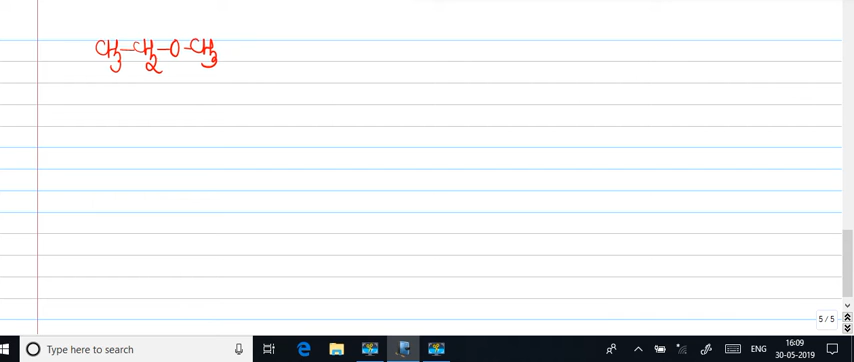 CH3-CH2-O-CH3
5 / 5
Type here to search
ENG
16:09
30-05-2019